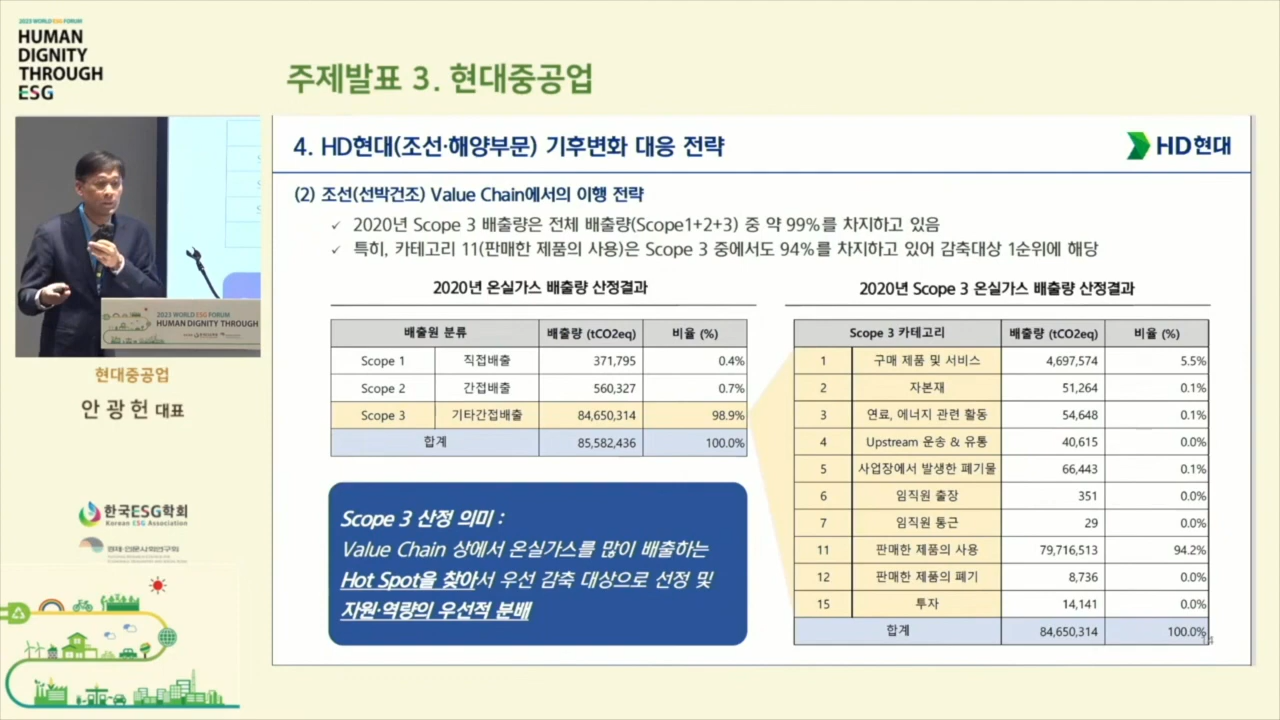 2023 WORLD ESG FORUM
HUMAN
DIGNITY
THROUGH
ESG
주제발표 3. 현대중공업
4. HD현대(조선·해양부문) 기후변화 대응 전략
HD현대
(2) 조선(선박건조) Value Chain에서의 이행 전략
✓ 2020년 Scope 3 배출량은 전체 배출량(Scope1+2+3) 중 약 99%를 차지하고 있음
✓ 특히, 카테고리 11(판매한 제품의 사용)은 Scope 3 중에서도 94%를 차지하고 있어 감축대상 1순위에 해당
2020년 온실가스 배출량 산정결과
배출원 분류 배출량 (tCO2eq) 비율 (%)
Scope 1 직접배출 371,795 0.4%
Scope 2 간접배출 560,327 0.7%
Scope 3 기타간접배출 84,650,314 98.9%
합계 85,582,436 100.0%
Scope 3 산정 의미 :
Value Chain 상에서 온실가스를 많이 배출하는
Hot Spot을 찾아서 우선 감축 대상으로 선정 및
자원·역량의 우선적 분배
2020년 Scope 3 온실가스 배출량 산정결과
Scope 3 카테고리 배출량 (tCO2eq) 비율 (%)
1 구매 제품 및 서비스 4,697,574 5.5%
2 자본재 51,264 0.1%
3 연료, 에너지 관련 활동 54,648 0.1%
4 Upstream 운송 & 유통 40,615 0.0%
5 사업장에서 발생한 폐기물 66,443 0.1%
6 임직원 출장 351 0.0%
7 임직원 통근 29 0.0%
11 판매한 제품의 사용 79,716,513 94.2%
12 판매한 제품의 폐기 8,736 0.0%
15 투자 14,141 0.0%
합계 84,650,314 100.0%
14
2023 WORLD ESG FORUM
HUMAN DIGNITY THROUGH
현대중공업
안 광 헌 대표
한국ESG학회
Korean ESG Association
경제·인문사회연구회